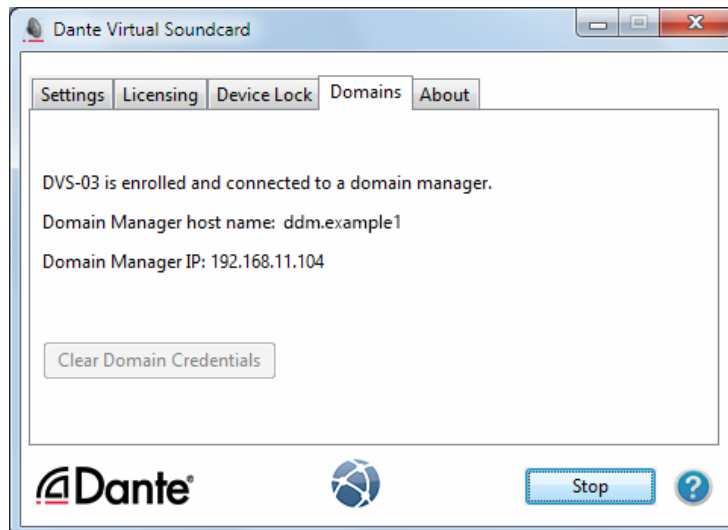 Dante Virtual Soundcard
Settings Licensing Device Lock Domains About
DVS-03 is enrolled and connected to a domain manager.
Domain Manager host name: ddm.example1
Domain Manager IP: 192.168.11.104
Clear Domain Credentials
Dante® Stop ?